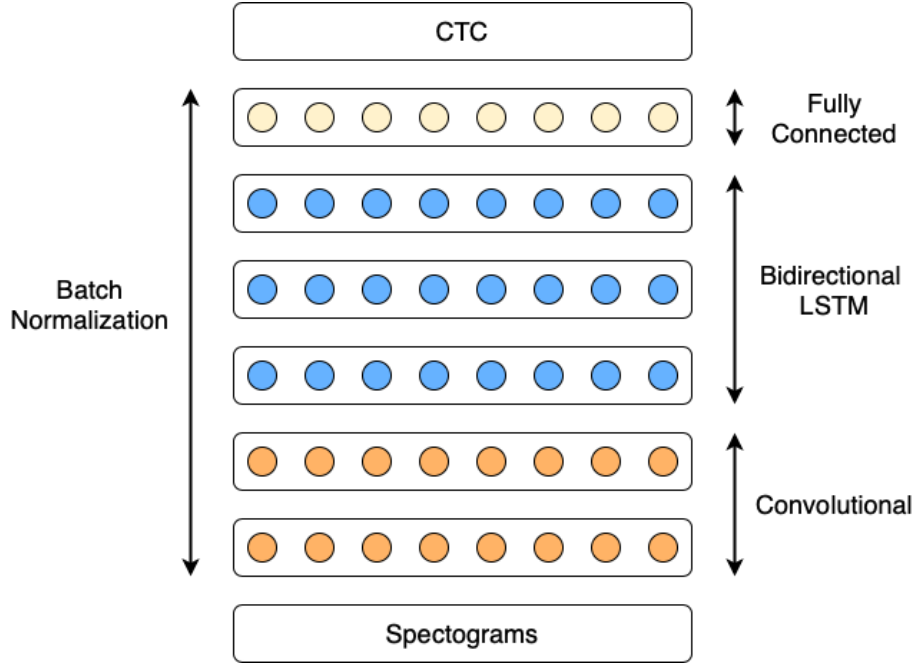 CTC
Fully
Connected
Bidirectional
LSTM
Batch
Normalization
Convolutional
Spectograms